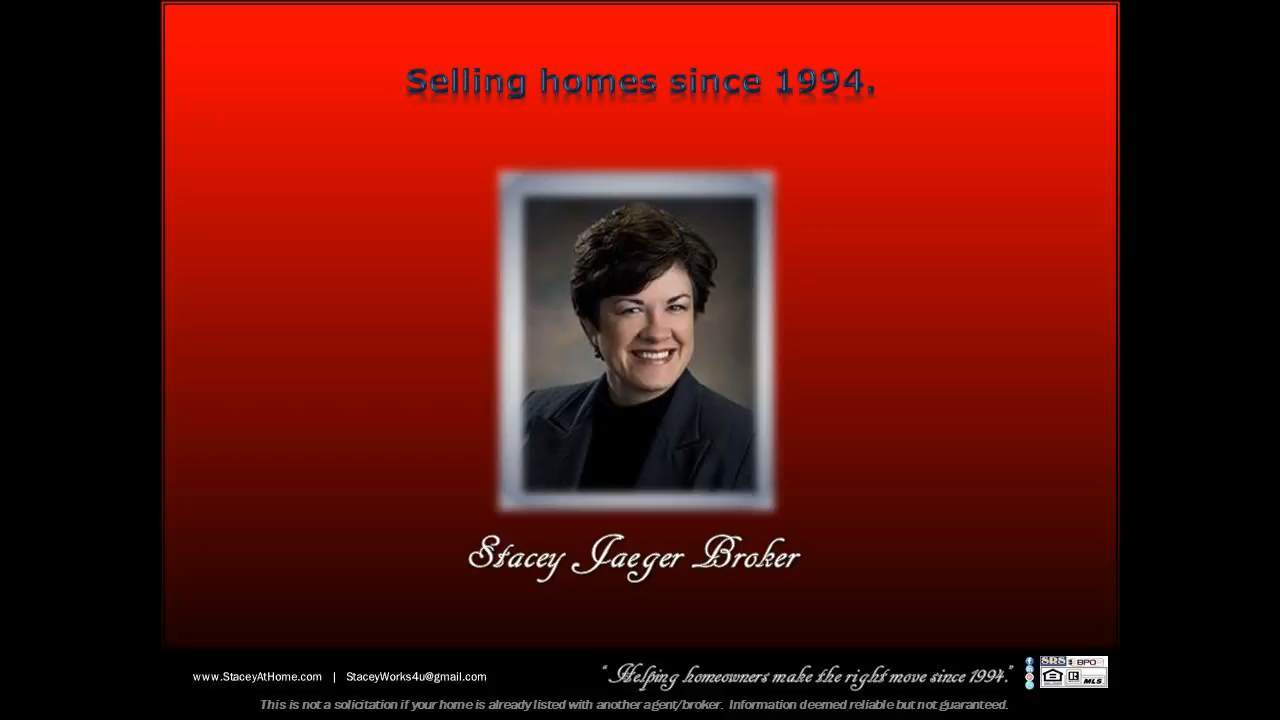 Selling homes since 1994.
Stacey Jaeger Broker
www.StaceyAtHome.com | StaceyWorks4u@gmail.com
"Helping homeowners make the right move since 1994."
SRS BPO
R MLS
This is not a solicitation if your home is already listed with another agent/broker. Information deemed reliable but not guaranteed.